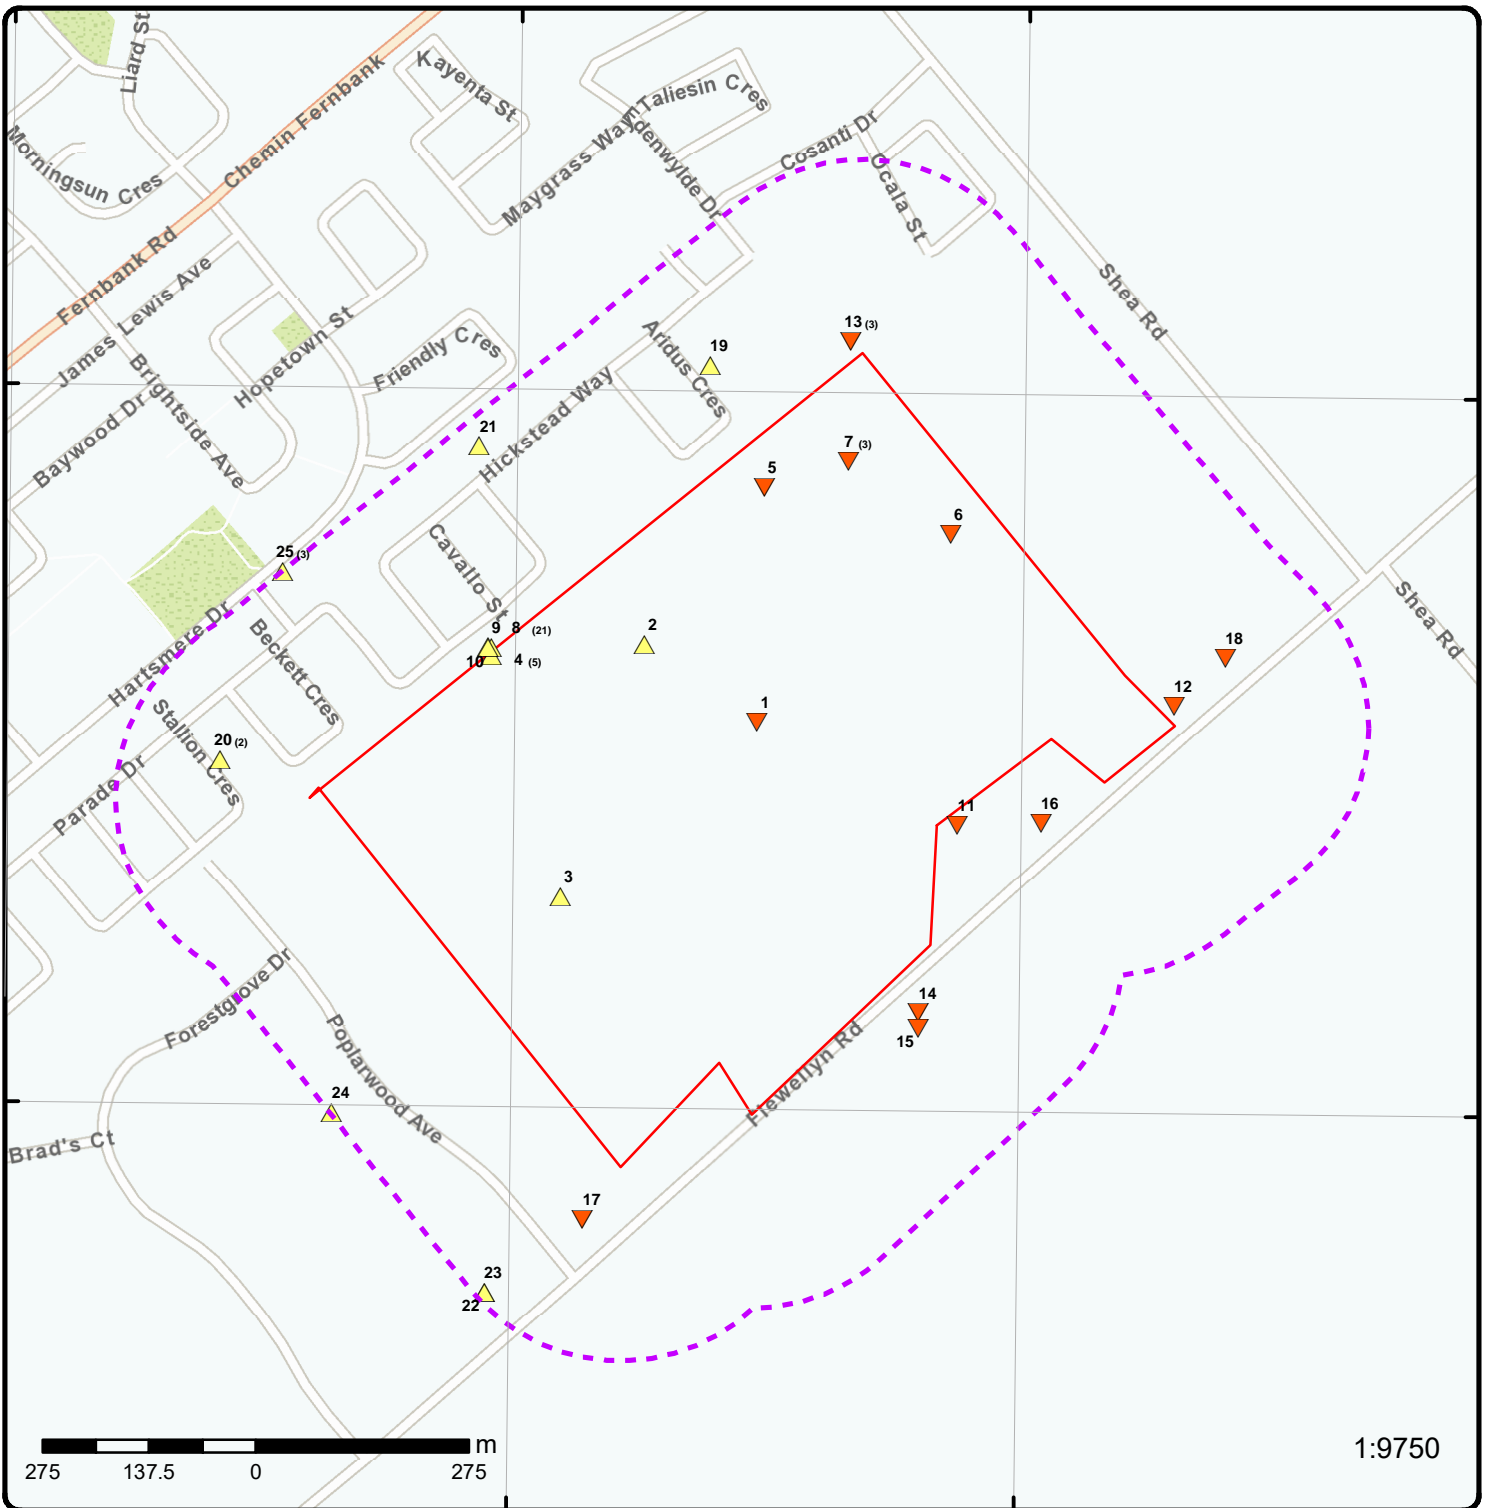 Liard St
Kayenta St
Chemin Fernbank
Taliesin Cres
Edenwylde Dr
Maygrass Way
Cosanti Dr
Ocala St
Morningsun Cres
Fernbank Rd
James Lewis Ave
Shea Rd
Hopetown St
Friendly Cres
Aridus Cres
13 (3)
19
Brightside Ave
Baywood Dr
Hickstead Way
21
7 (3)
5
6
Cavallo St
25 (3)
Hartsmere Dr
Beckett Cres
9 8 (21)
10 4 (5)
2
Shea Rd
18
12
1
Stallion Cres
20 (2)
Parade Dr
11
16
3
Forestgrove Dr
Poplarwood Ave
14
15
Flewellyn Rd
24
Brad's Ct
17
23
22
m
275 137.5 0 275
1:9750